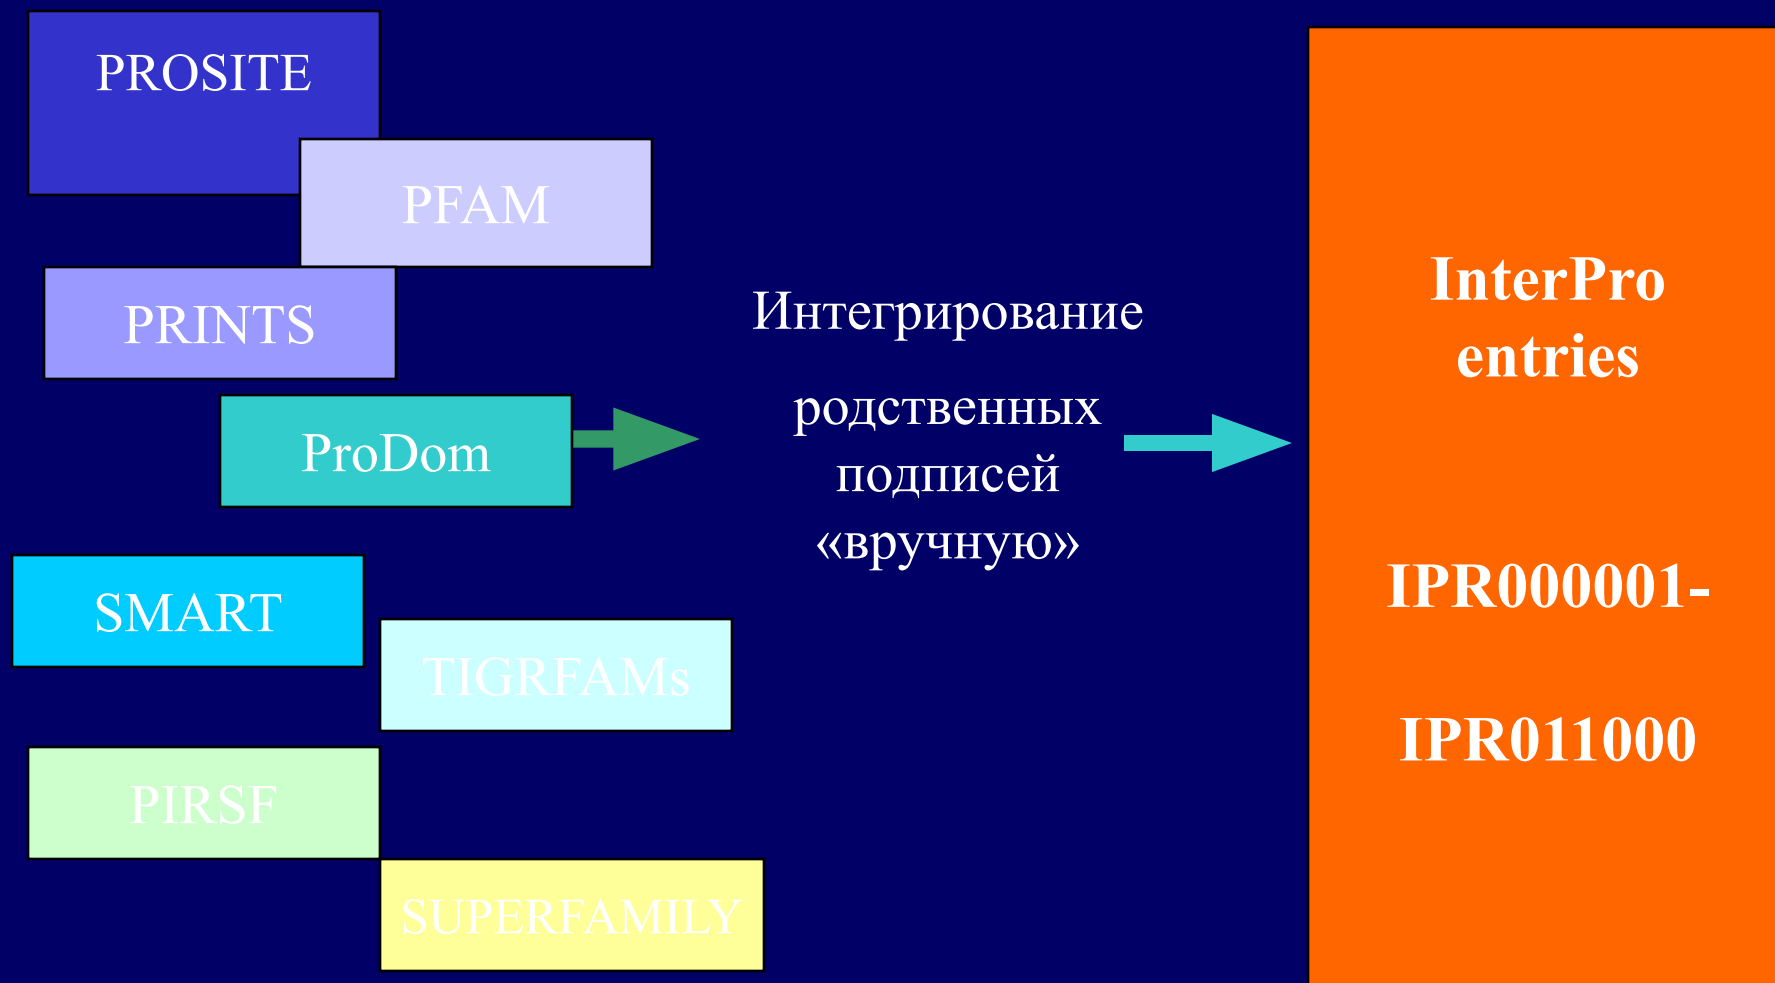 PROSITE
PFAM
PRINTS
ProDom
SMART
TIGRFAMs
PIRSF
SUPERFAMILY
Интегрирование
родственных
подписей
«вручную»
InterPro
entries
IPR000001-
IPR011000